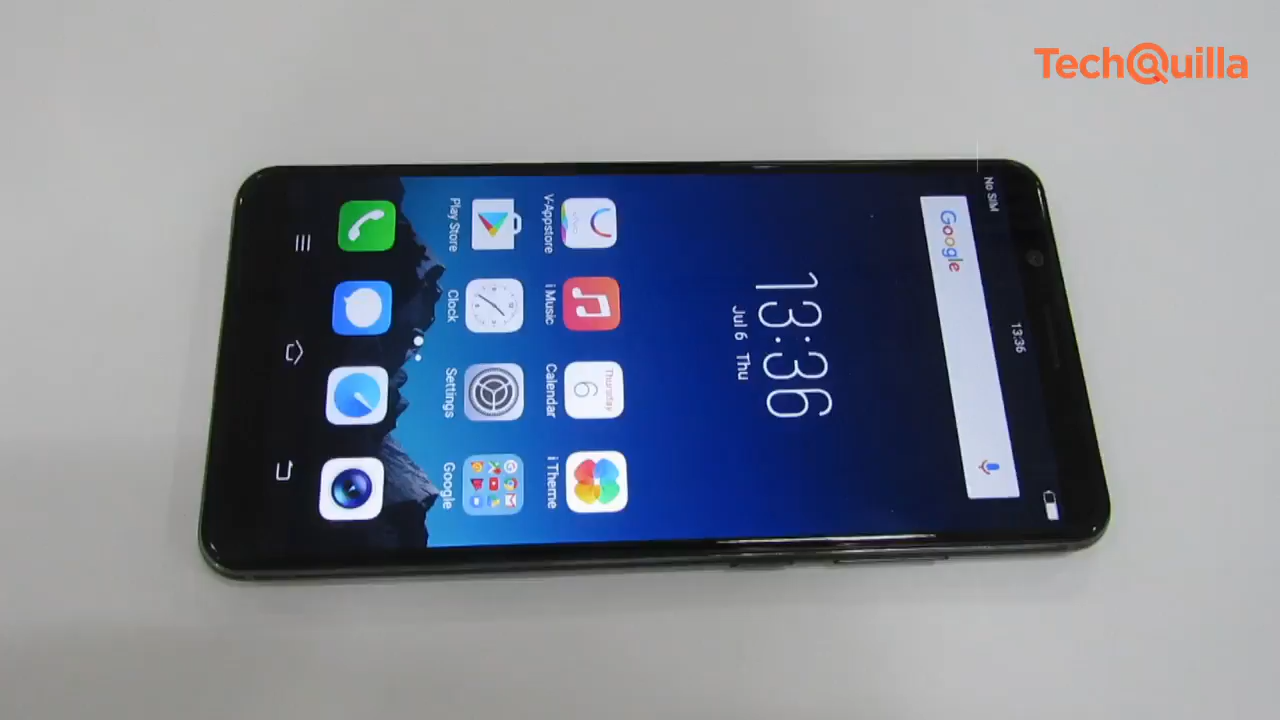 TechQuilla
No SIM
13:36
Google
13:36
Jul 6 Thu
V-Appstore
i Music
Thursday
6
Calendar
i Theme
Play Store
Clock
Settings
Google